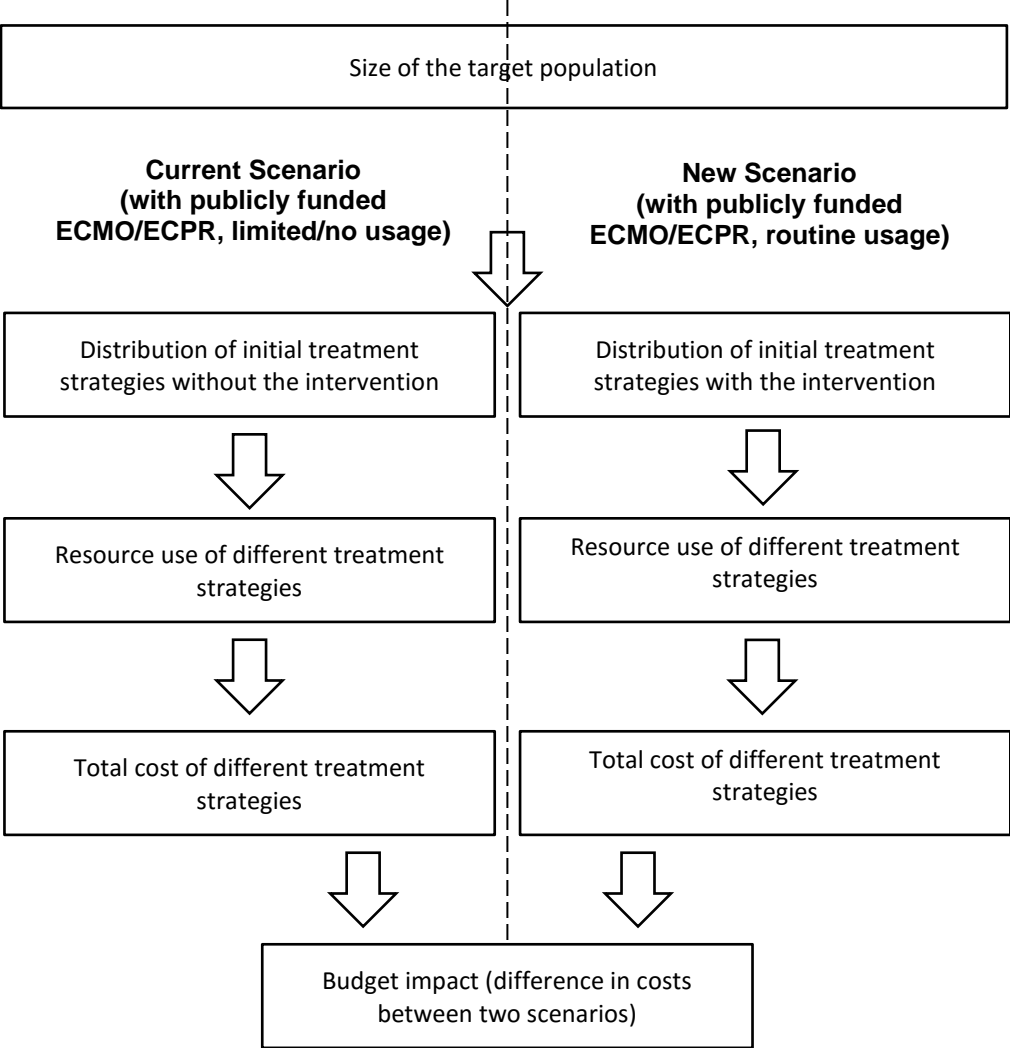 Size of the target population
Current Scenario
(with publicly funded
ECMO/ECPR, limited/no usage)
New Scenario
(with publicly funded
ECMO/ECPR, routine usage)
Distribution of initial treatment
strategies without the intervention
Distribution of initial treatment
strategies with the intervention
Resource use of different treatment
strategies
Resource use of different treatment
strategies
Total cost of different treatment
strategies
Total cost of different treatment
strategies
Budget impact (difference in costs
between two scenarios)